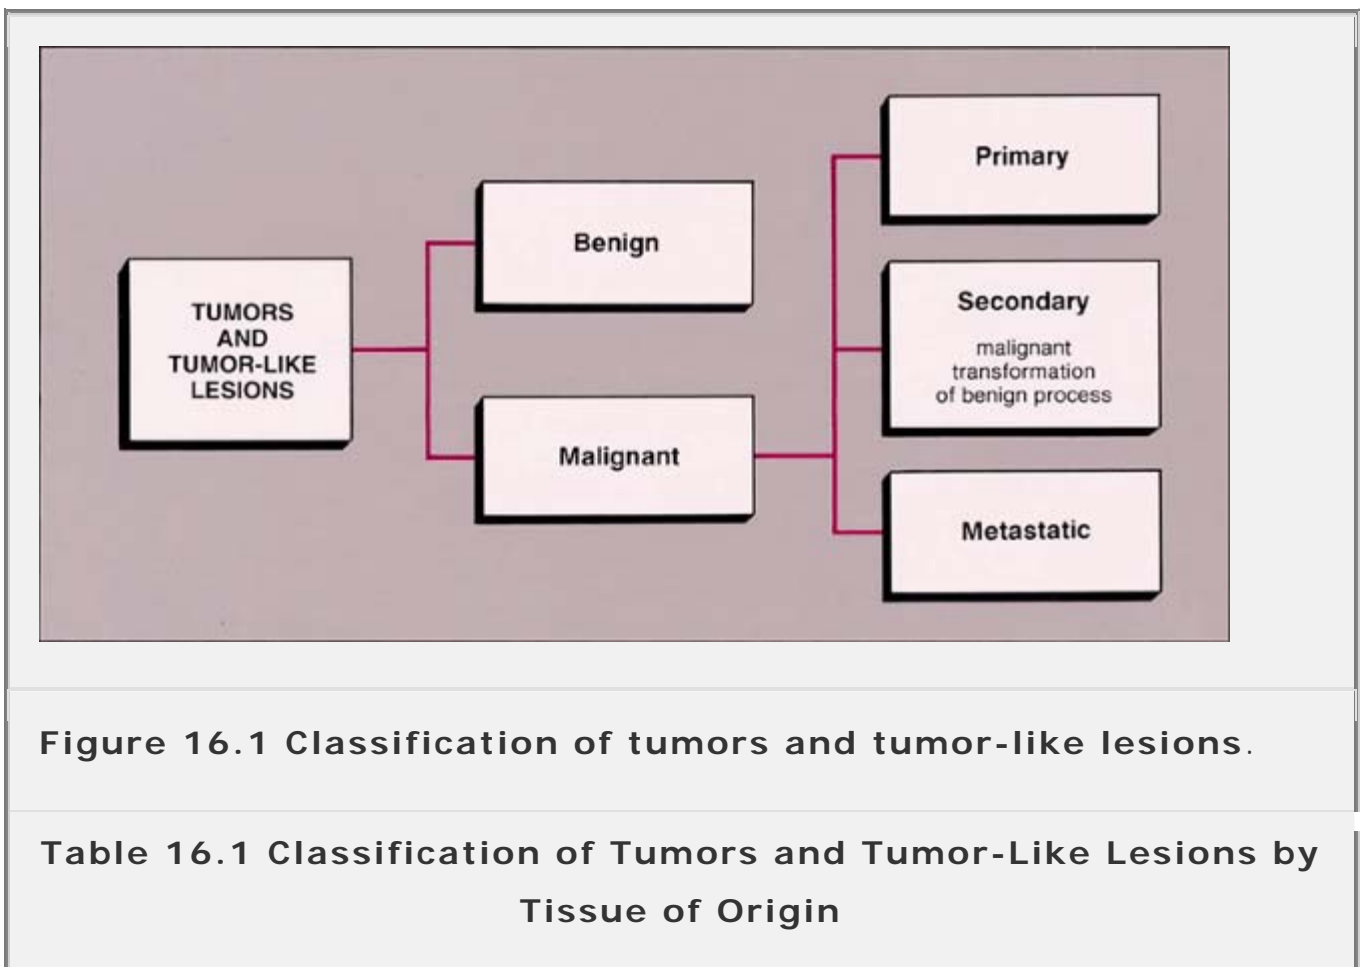 TUMORS
AND
TUMOR-LIKE
LESIONS
Benign
Malignant
Primary
Secondary
malignant
transformation
of benign process
Metastatic
Figure 16.1 Classification of tumors and tumor-like lesions.
Table 16.1 Classification of Tumors and Tumor-Like Lesions by
Tissue of Origin